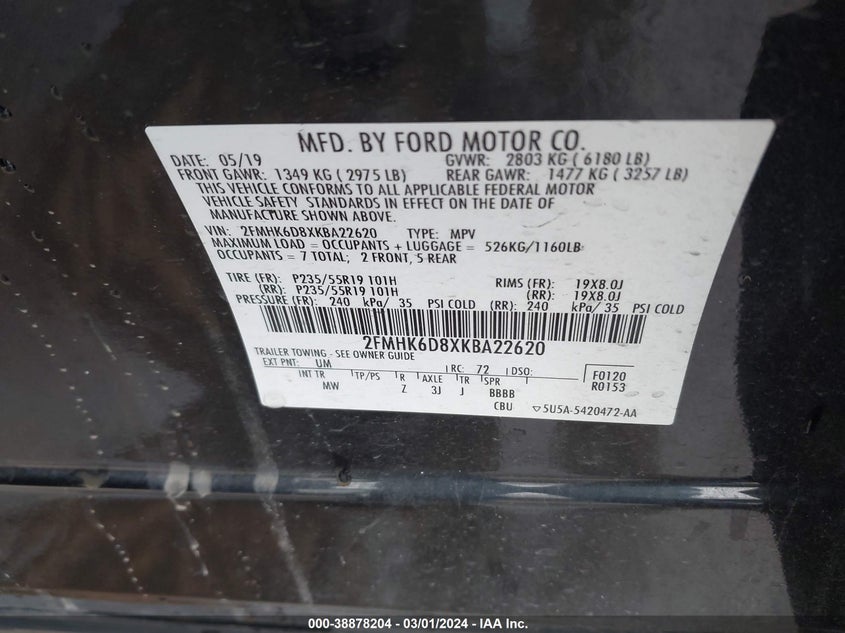 MFD. BY FORD MOTOR CO.
DATE: 05/19 GVWR: 2803 KG ( 6180 LB)
FRONT GAWR: 1349 KG ( 2975 LB) REAR GAWR: 1477 KG ( 3257 LB)
THIS VEHICLE CONFORMS TO ALL APPLICABLE FEDERAL MOTOR
VEHICLE SAFETY STANDARDS IN EFFECT ON THE DATE OF
MANUFACTURE SHOWN ABOVE.
VIN: 2FMHK6D8XKBA22620 TYPE: MPV
MAXIMUM LOAD = OCCUPANTS + LUGGAGE = 526KG/1160LB
OCCUPANTS = 7 TOTAL; 2 FRONT, 5 REAR
TIRE (FR): P235/55R19 101H RIMS (FR): 19X8.0J
(RR): P235/55R19 101H (RR): 19X8.0J
PRESSURE (FR): 240 kPa/ 35 PSI COLD (RR): 240 kPa/ 35 PSI COLD
2FMHK6D8XKBA22620
TRAILER TOWING - SEE OWNER GUIDE
EXT PNT: UM RC: 72 DSO: F0120
INT TR TP/PS R AXLE TR SPR R0153
MW Z 3J J BBBB
CBU ▽5U5A-5420472-AA
000-38878204 - 03/01/2024 - IAA Inc.